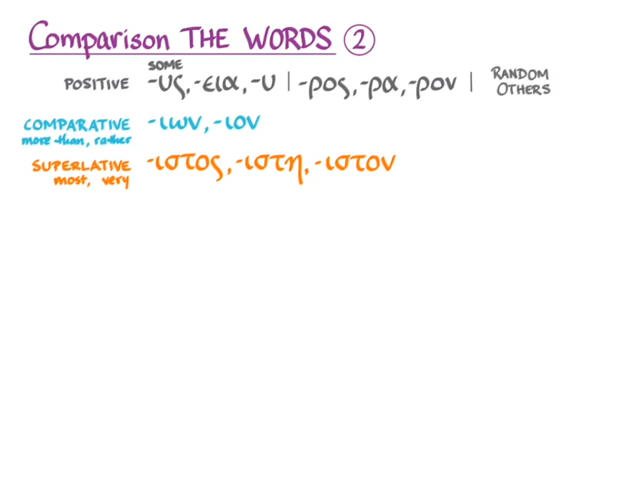 Comparison THE WORDS 2
SOME
POSITIVE -υς, -εια, -υ | -ρος, -ρα, -ρον | RANDOM OTHERS
COMPARATIVE -ιων, -ιον
more than, rather
SUPERLATIVE -ιστος, -ιστη, -ιστον
most, very